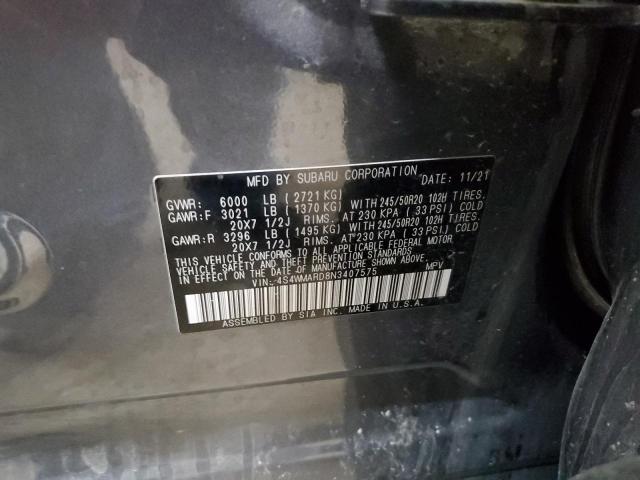 MFD BY SUBARU CORPORATION DATE: 11/21
GVWR: 6000 LB (2721 KG)
GAWR:F 3021 LB (1370 KG) WITH 245/50R20 102H TIRES,
20X7 1/2J RIMS, AT 230 KPA (33 PSI) COLD
GAWR:R 3296 LB (1495 KG) WITH 245/50R20 102H TIRES,
20X7 1/2J RIMS, AT 230 KPA (33 PSI) COLD
THIS VEHICLE CONFORMS TO ALL APPLICABLE FEDERAL MOTOR
VEHICLE SAFETY AND THEFT PREVENTION STANDARDS
IN EFFECT ON THE DATE OF MANUFACTURE SHOWN ABOVE.
VIN: 4S4WMARD8N3407575 MPV
ASSEMBLED BY SIA INC. MADE IN U.S.A.